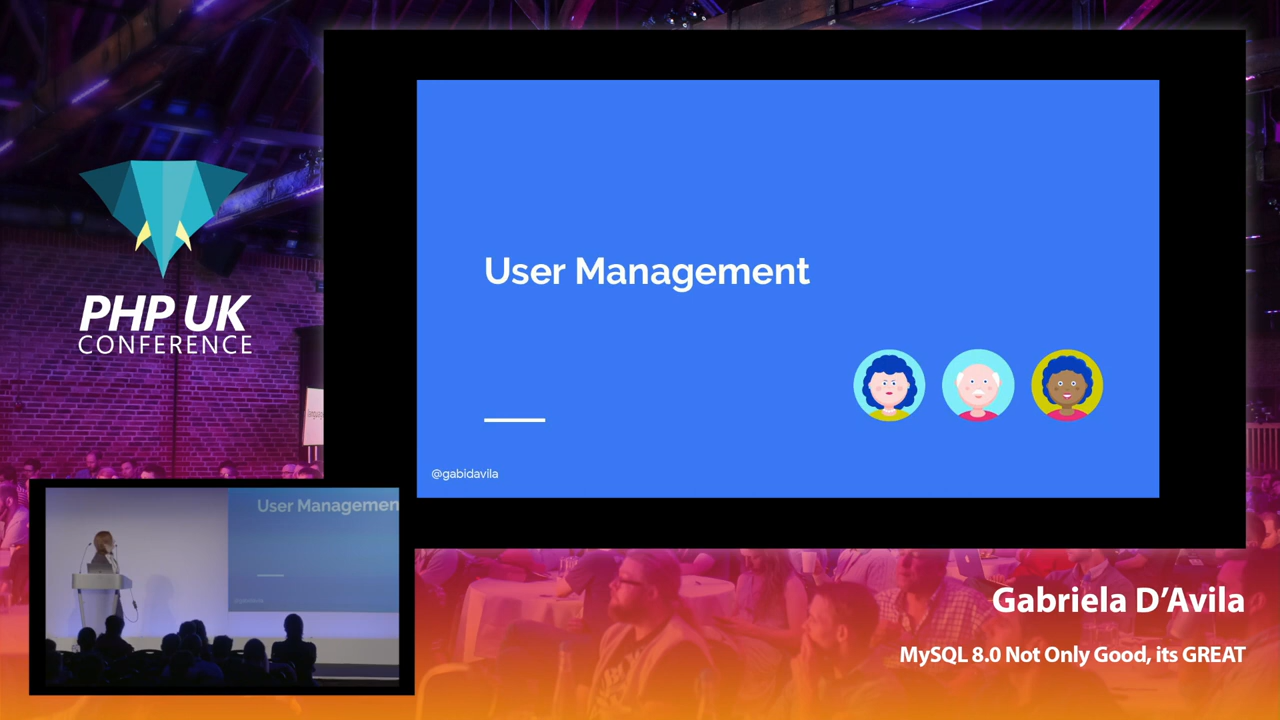 User Management
@gabidavila
PHP UK
CONFERENCE
User Managemen
Gabriela D’Avila
MySQL 8.0 Not Only Good, its GREAT